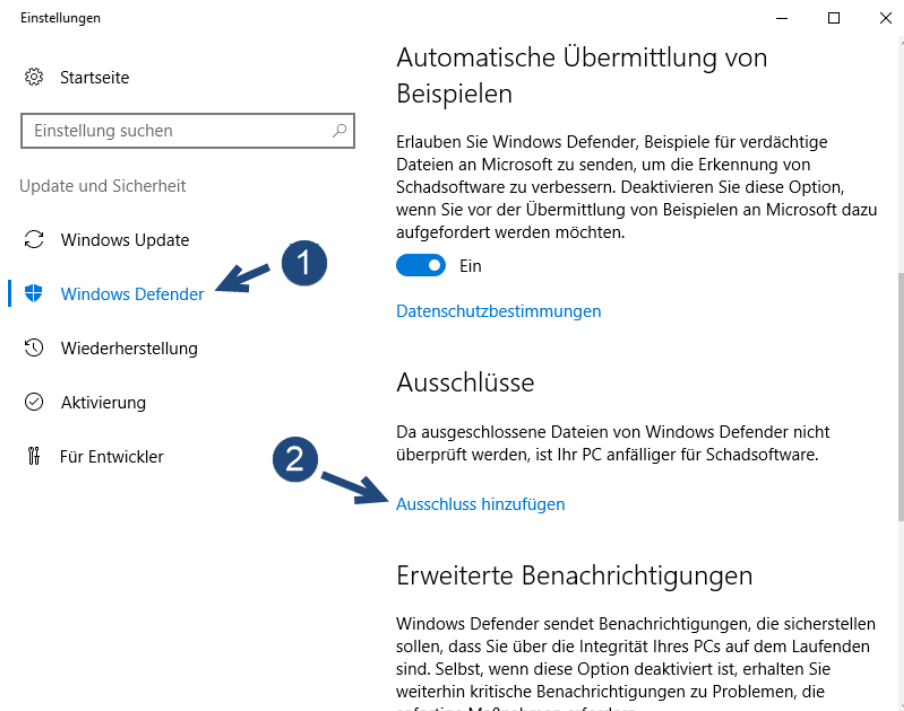 Einstellungen
Startseite
Einstellung suchen
Update und Sicherheit
Windows Update
1
Windows Defender
Wiederherstellung
Aktivierung
Für Entwickler
2
Automatische Übermittlung von
Beispielen
Erlauben Sie Windows Defender, Beispiele für verdächtige
Dateien an Microsoft zu senden, um die Erkennung von
Schadsoftware zu verbessern. Deaktivieren Sie diese Option,
wenn Sie vor der Übermittlung von Beispielen an Microsoft dazu
aufgefordert werden möchten.
Ein
Datenschutzbestimmungen
Ausschlüsse
Da ausgeschlossene Dateien von Windows Defender nicht
überprüft werden, ist Ihr PC anfälliger für Schadsoftware.
Ausschluss hinzufügen
Erweiterte Benachrichtigungen
Windows Defender sendet Benachrichtigungen, die sicherstellen
sollen, dass Sie über die Integrität Ihres PCs auf dem Laufenden
sind. Selbst, wenn diese Option deaktiviert ist, erhalten Sie
weiterhin kritische Benachrichtigungen zu Problemen, die
sofortige Maßnahmen erfordern